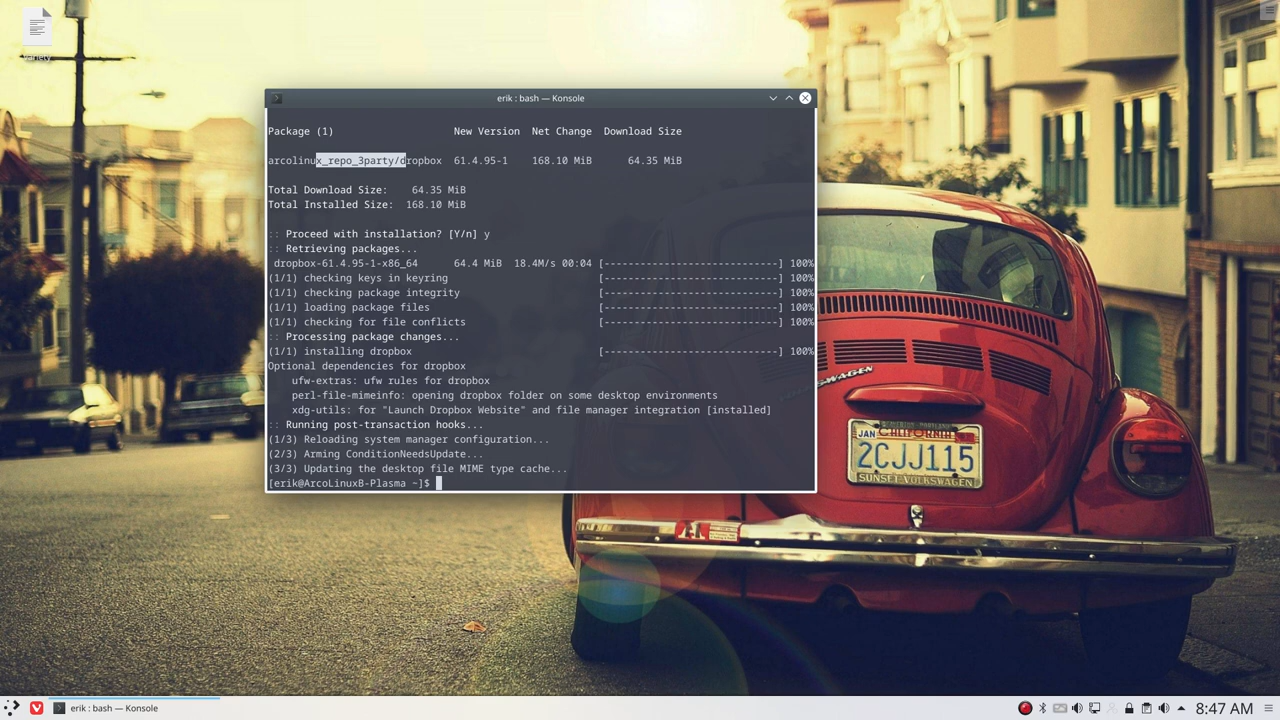 variety
erik : bash — Konsole
Package (1) New Version Net Change Download Size
arcolinux_repo_3party/dropbox 61.4.95-1 168.10 MiB 64.35 MiB
Total Download Size: 64.35 MiB
Total Installed Size: 168.10 MiB
:: Proceed with installation? [Y/n] y
:: Retrieving packages...
dropbox-61.4.95-1-x86_64 64.4 MiB 18.4M/s 00:04 [-----------------------------] 100%
(1/1) checking keys in keyring [-----------------------------] 100%
(1/1) checking package integrity [-----------------------------] 100%
(1/1) loading package files [-----------------------------] 100%
(1/1) checking for file conflicts [-----------------------------] 100%
:: Processing package changes...
(1/1) installing dropbox [-----------------------------] 100%
Optional dependencies for dropbox
ufw-extras: ufw rules for dropbox
perl-file-mimeinfo: opening dropbox folder on some desktop environments
xdg-utils: for "Launch Dropbox Website" and file manager integration [installed]
:: Running post-transaction hooks...
(1/3) Reloading system manager configuration...
(2/3) Arming ConditionNeedsUpdate...
(3/3) Updating the desktop file MIME type cache...
[erik@ArcoLinuxB-Plasma ~]$
JAN CALIFORNIA
2CJJ115
SUNSET VOLKSWAGEN
erik : bash — Konsole
8:47 AM